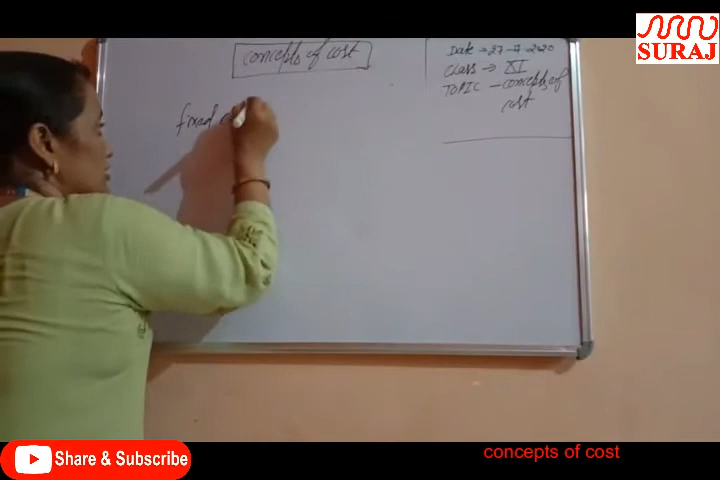 concepts of cost
Date → 27-7-2020
Class → XI
TOPIC - concepts of
cost
fixed
SURAJ
Share & Subscribe
concepts of cost